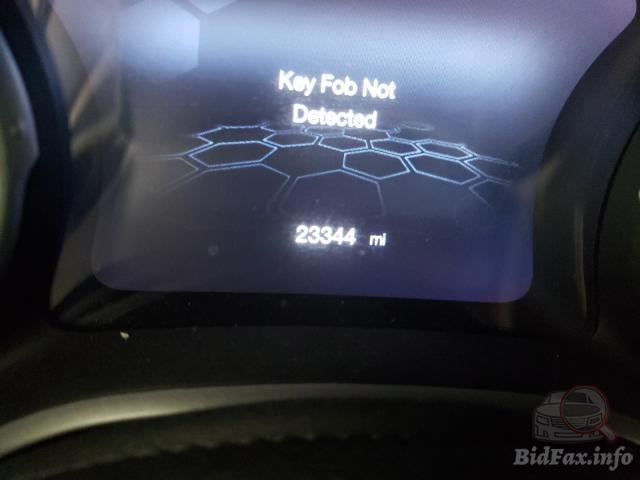 Key Fob Not
Detected
23344 mi
BidFax.info